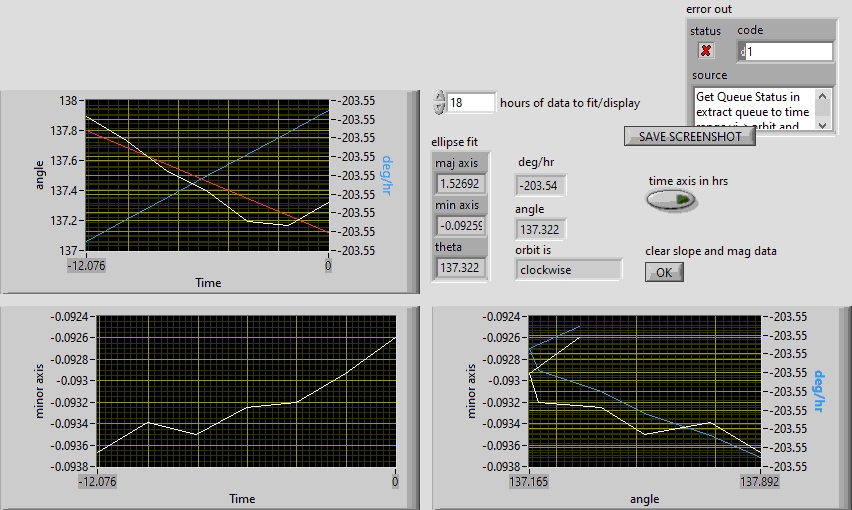 error out
status
code
d1
source
Get Queue Status in
extract queue to time
18
hours of data to fit/display
SAVE SCREENSHOT
138
137.8
137.6
137.4
137.2
137
angle
-203.55
-203.55
-203.55
-203.55
-203.55
-203.55
-203.55
-203.55
-203.55
deg/hr
-12.076
0
Time
ellipse fit
maj axis
1.52692
min axis
-0.09259
theta
137.322
deg/hr
-203.54
angle
137.322
orbit is
clockwise
time axis in hrs
clear slope and mag data
OK
-0.0924
-0.0926
-0.0928
-0.093
-0.0932
-0.0934
-0.0936
-0.0938
minor axis
-12.076
0
Time
-0.0924
-0.0926
-0.0928
-0.093
-0.0932
-0.0934
-0.0936
-0.0938
minor axis
-203.55
-203.55
-203.55
-203.55
-203.55
-203.55
-203.55
-203.55
-203.55
deg/hr
137.165
137.892
angle